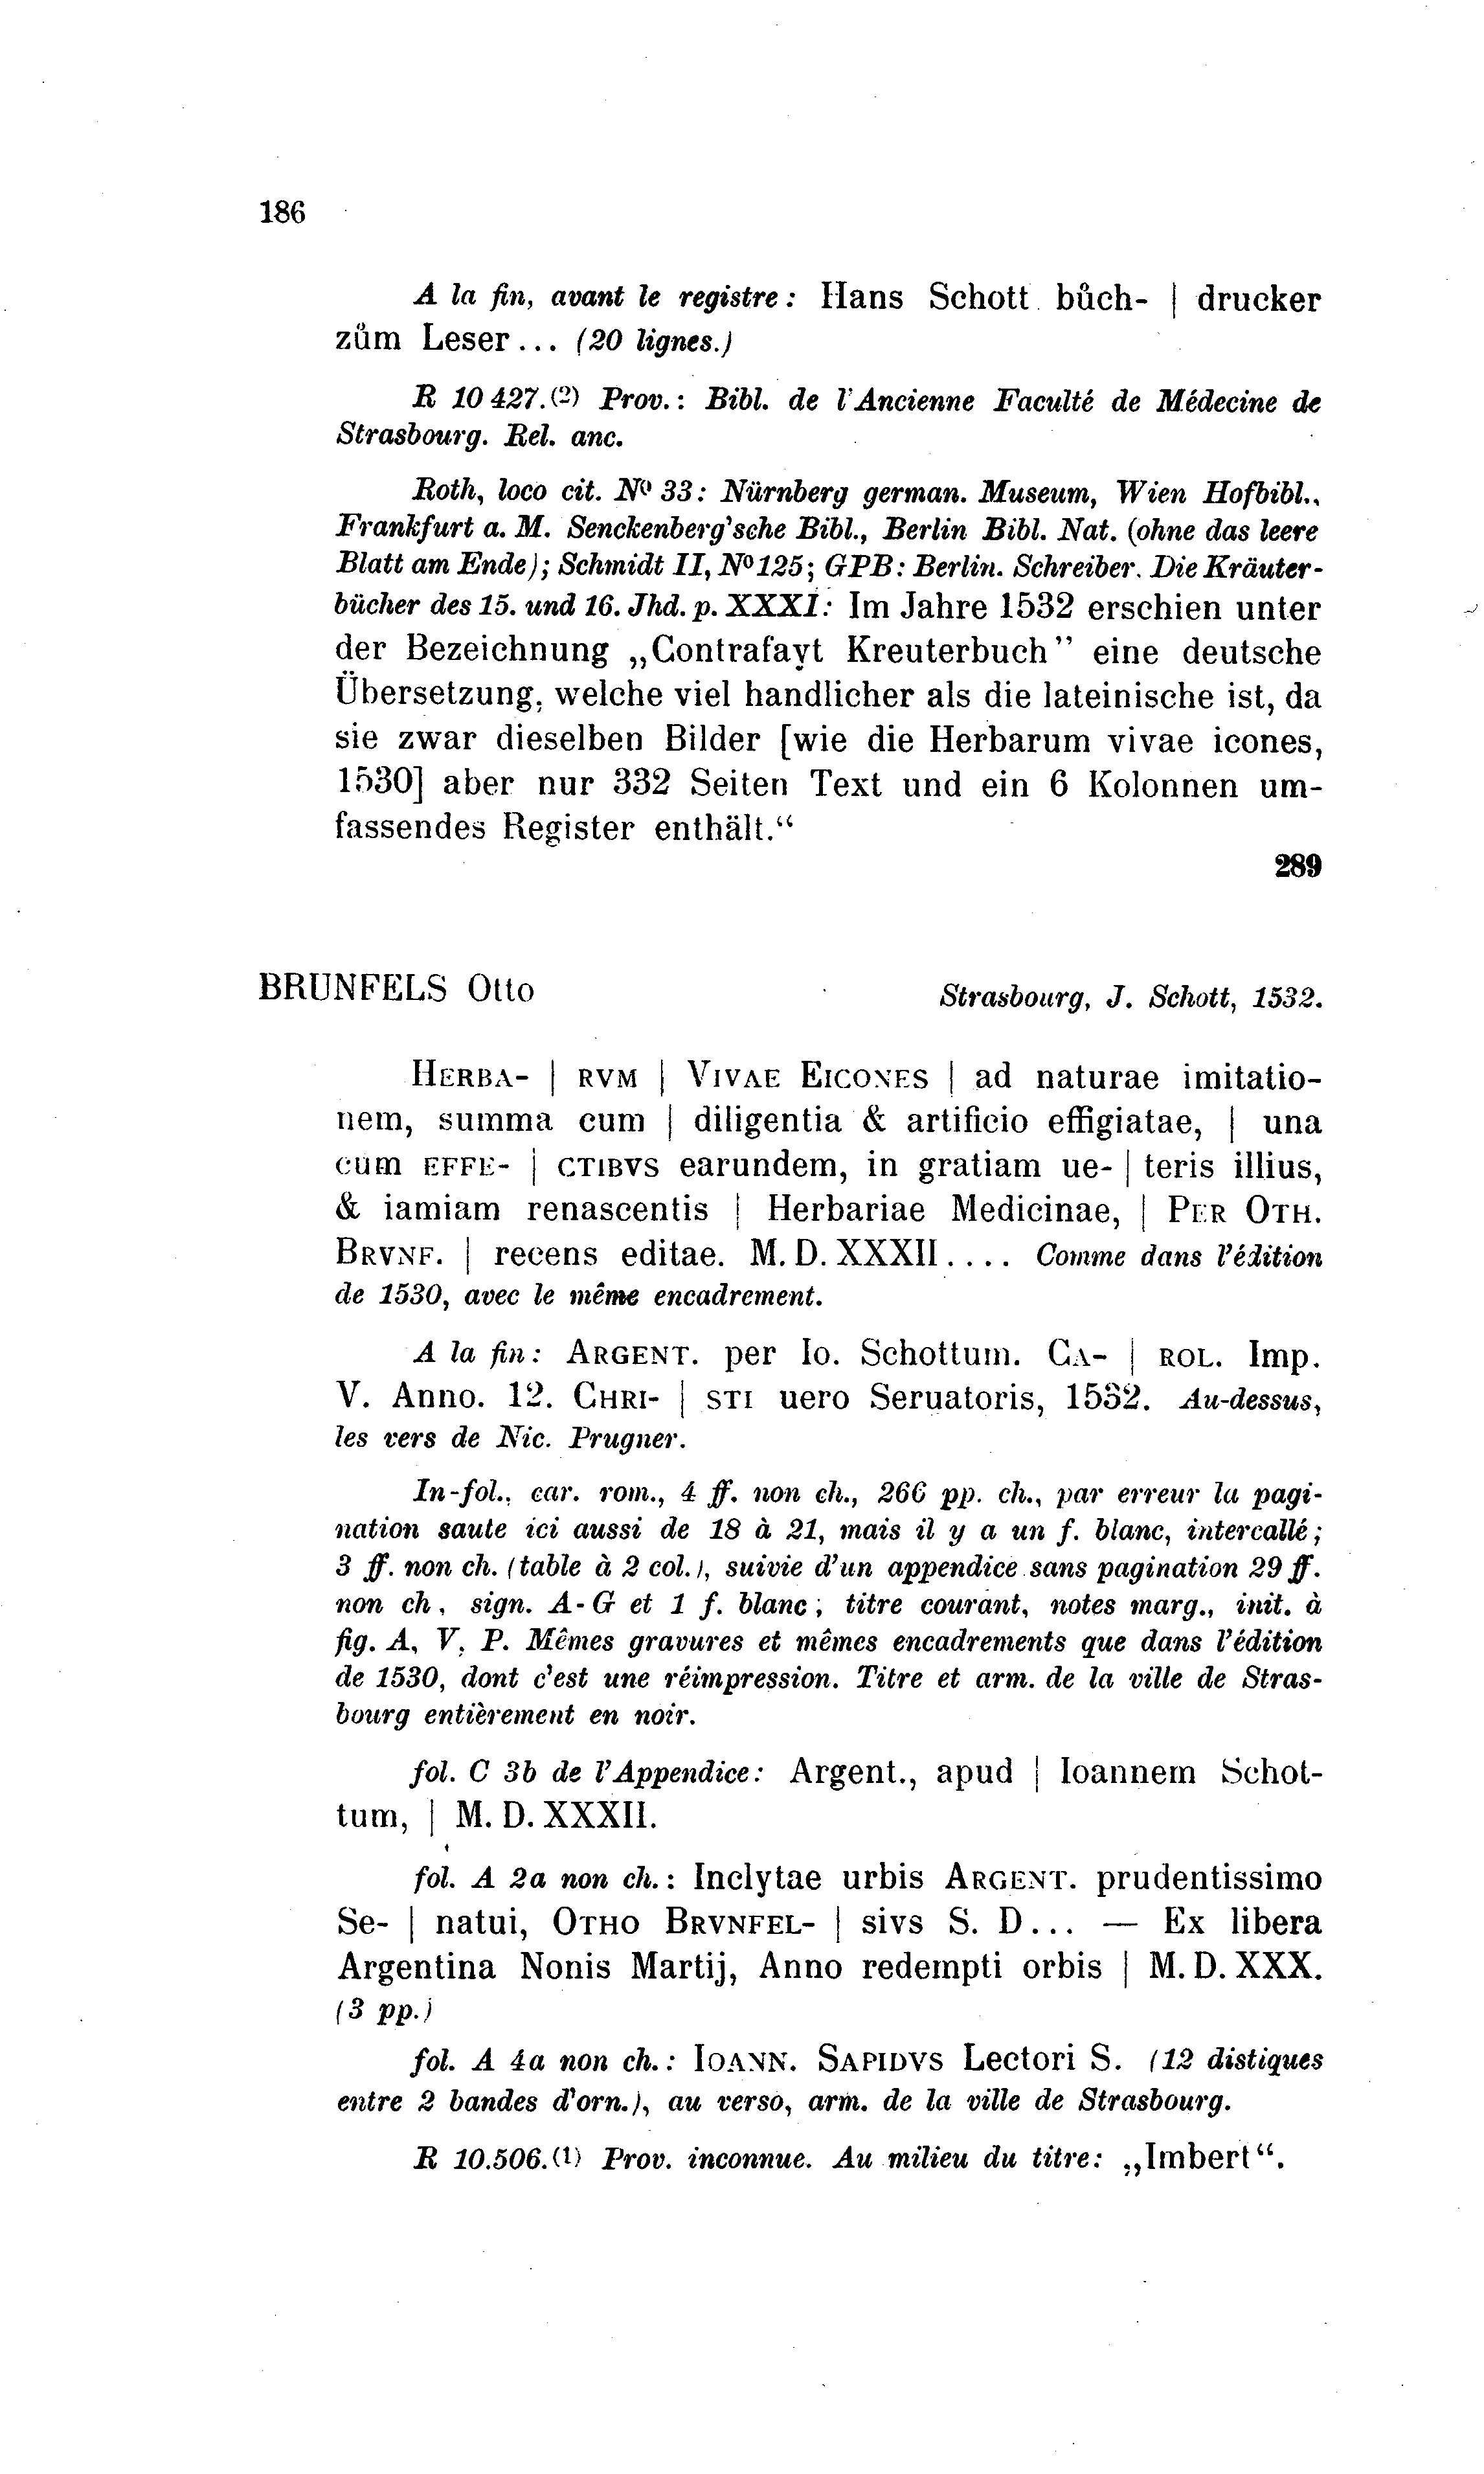 186
A la fin, avant le registre: Hans Schott bůch- | drucker
zům Leser... (20 lignes.)
R 10 427.(2) Prov.: Bibl. de l'Ancienne Faculté de Médecine de
Strasbourg. Rel. anc.
Roth, loco cit. Nº 33: Nürnberg german. Museum, Wien Hofbibl.,
Frankfurt a. M. Senckenberg'sche Bibl., Berlin Bibl. Nat. (ohne das leere
Blatt am Ende); Schmidt II, Nº 125; GPB: Berlin. Schreiber. Die Kräuter-
bücher des 15. und 16. Jhd. p. XXXI: Im Jahre 1532 erschien unter
der Bezeichnung „Contrafayt Kreuterbuch" eine deutsche
Übersetzung, welche viel handlicher als die lateinische ist, da
sie zwar dieselben Bilder [wie die Herbarum vivae icones,
1530] aber nur 332 Seiten Text und ein 6 Kolonnen um-
fassendes Register enthält.“
289
BRUNFELS Otto
Strasbourg, J. Schott, 1532.
HERBA- | RVM | VIVAE EICONES | ad naturae imitatio-
nem, summa cum | diligentia & artificio effigiatae, | una
cum EFFE- | CTIBVS earundem, in gratiam ue- | teris illius,
& iamiam renascentis | Herbariae Medicinae, | PER OTH.
BRVNF. | recens editae. M. D. XXXII.... Comme dans l'édition
de 1530, avec le même encadrement.
A la fin: ARGENT. per Io. Schottum. CA- | ROL. Imp.
V. Anno. 12. CHRI- | STI uero Seruatoris, 1532. Au-dessus,
les vers de Nic. Prugner.
In-fol., car. rom., 4 ff. non ch., 266 pp. ch., par erreur la pagi-
nation saute ici aussi de 18 à 21, mais il y a un f. blanc, intercallé;
3 ff. non ch. (table à 2 col.), suivie d'un appendice sans pagination 29 ff.
non ch, sign. A-G et 1 f. blanc; titre courant, notes marg., init. à
fig. A, V, P. Mêmes gravures et mêmes encadrements que dans l'édition
de 1530, dont c'est une réimpression. Titre et arm. de la ville de Stras-
bourg entièrement en noir.
fol. C 3b de l'Appendice: Argent., apud | Ioannem Schot-
tum, | M. D. XXXII.
fol. A 2a non ch.: Inclytae urbis ARGENT. prudentissimo
Se- | natui, OTHO BRVNFEL- | sivs S. D... — Ex libera
Argentina Nonis Martij, Anno redempti orbis | M. D. XXX.
(3 pp.)
fol. A 4a non ch.: IOANN. SAPIDVS Lectori S. (12 distiques
entre 2 bandes d'orn.), au verso, arm. de la ville de Strasbourg.
R 10.506.(1) Prov. inconnue. Au milieu du titre: „Imbert“.